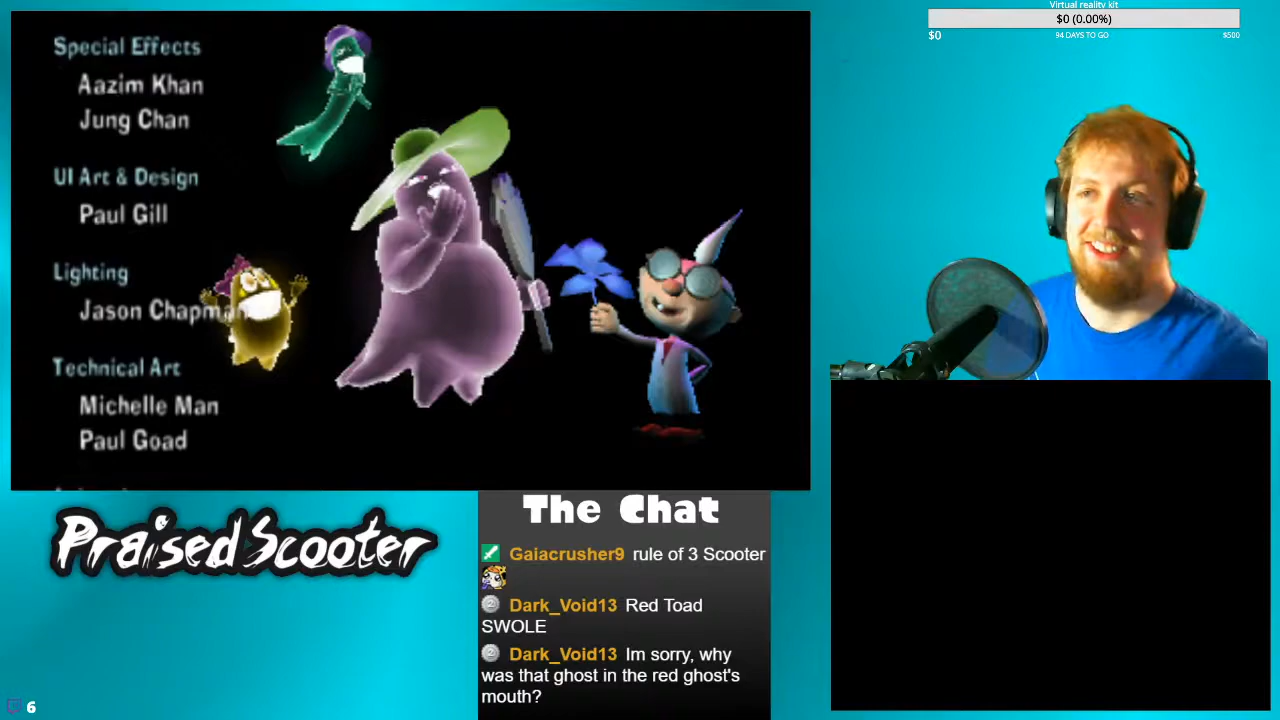 Special Effects
Aazim Khan
Jung Chan
UI Art & Design
Paul Gill
Lighting
Jason Chapman
Technical Art
Michelle Man
Paul Goad
Virtual reality kit
$0 (0.00%)
$0
94 DAYS TO GO
$500
Praised Scooter
The Chat
Gaiacrusher9 rule of 3 Scooter
Dark_Void13 Red Toad
SWOLE
Dark_Void13 Im sorry, why
was that ghost in the red ghost's
mouth?
6